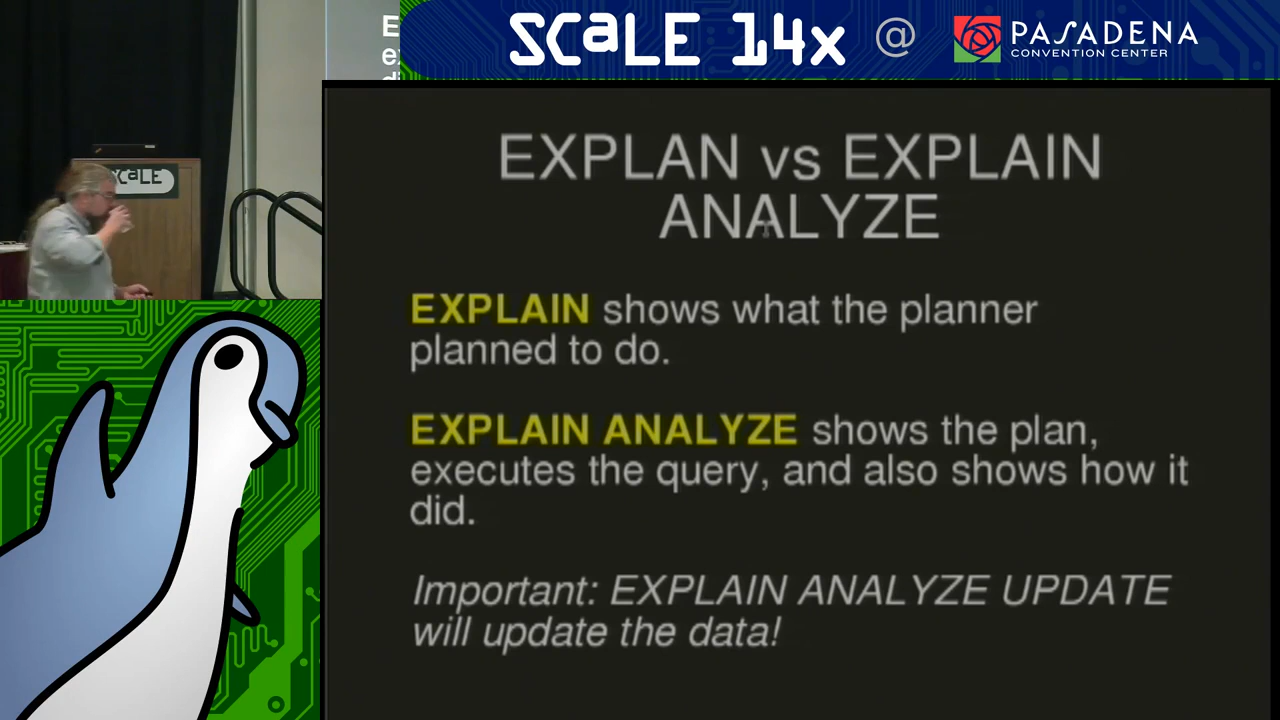 E
e
SCaLE 14x @ PASADENA
CONVENTION CENTER
SCaLE
EXPLAN vs EXPLAIN
ANALYZE
EXPLAIN shows what the planner
planned to do.
EXPLAIN ANALYZE shows the plan,
executes the query, and also shows how it
did.
Important: EXPLAIN ANALYZE UPDATE
will update the data!